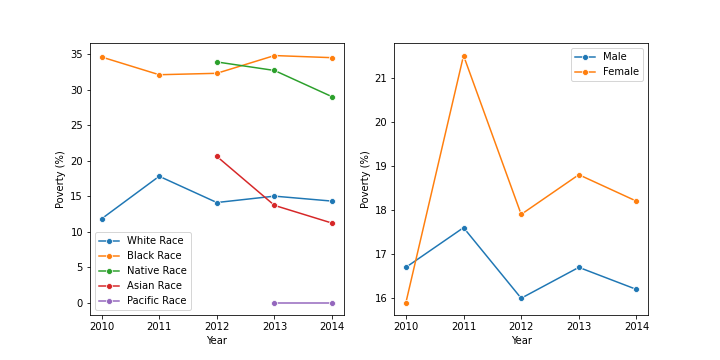 35
30
25
20
15
10
5
0
Poverty (%)
2010 2011 2012 2013 2014
Year
White Race
Black Race
Native Race
Asian Race
Pacific Race
21
20
19
18
17
16
Poverty (%)
2010 2011 2012 2013 2014
Year
Male
Female